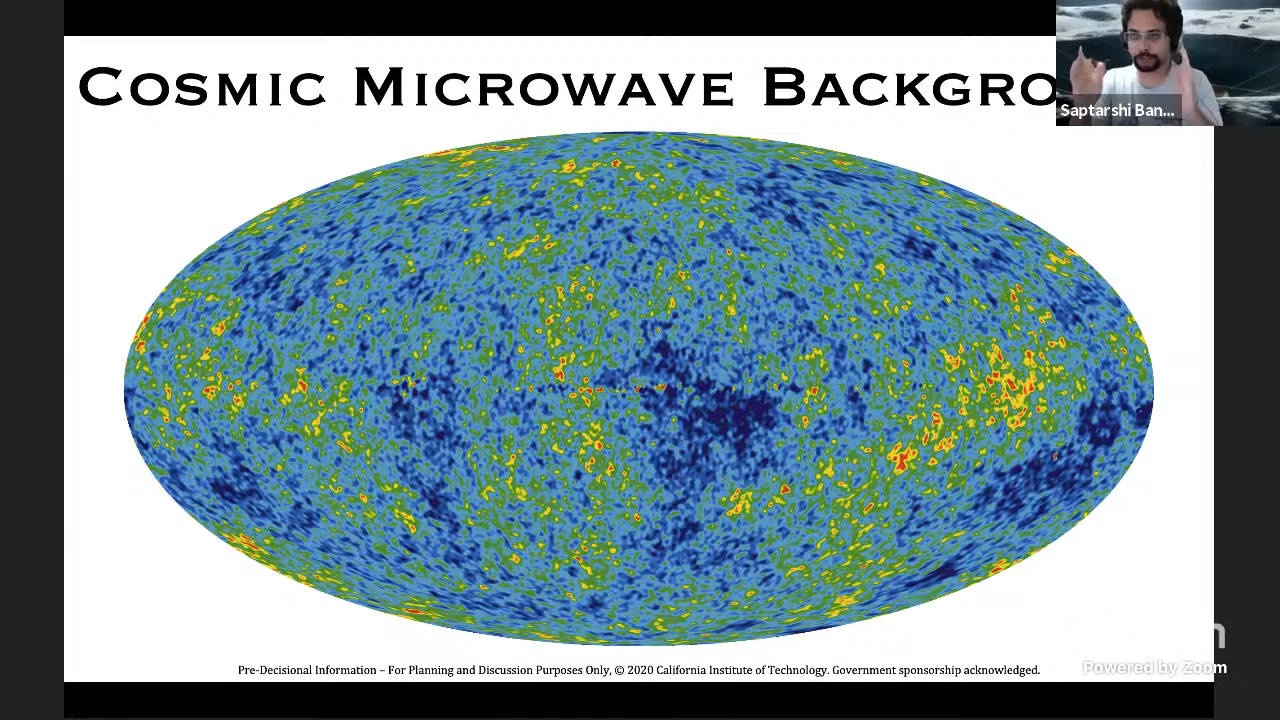 COSMIC MICROWAVE BACKGRO
Saptarshi Ban...
Powered by Zoom
Pre-Decisional Information – For Planning and Discussion Purposes Only, © 2020 California Institute of Technology. Government sponsorship acknowledged.